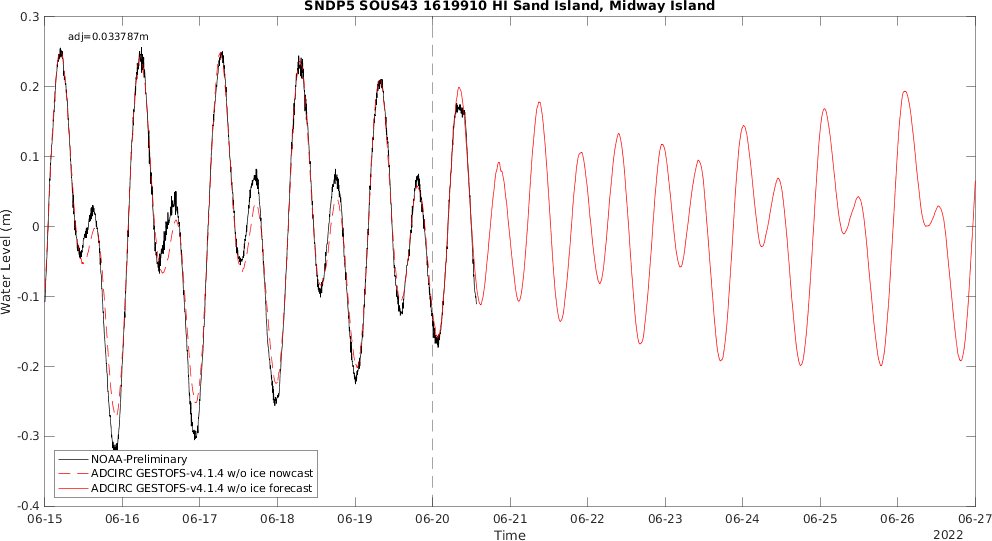 SNDP5 SOUS43 1619910 HI Sand Island, Midway Island
adj=0.033787m
0.3
0.2
0.1
0
-0.1
-0.2
-0.3
-0.4
Water Level (m)
NOAA-Preliminary
ADCIRC GESTOFS-v4.1.4 w/o ice nowcast
ADCIRC GESTOFS-v4.1.4 w/o ice forecast
06-15 06-16 06-17 06-18 06-19 06-20 06-21 06-22 06-23 06-24 06-25 06-26 06-27
Time
2022